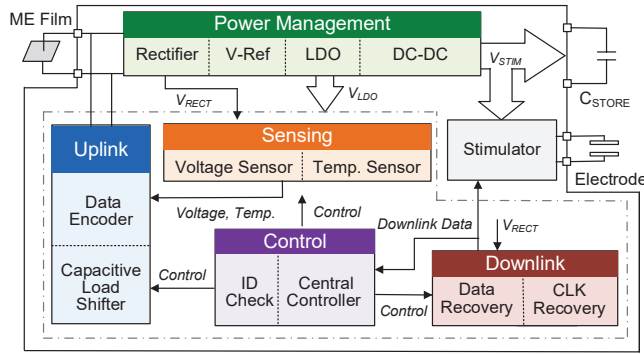 ME Film
Power Management
Rectifier
V-Ref
LDO
DC-DC
VSTIM
CSTORE
VRECT
VLDO
Uplink
Sensing
Voltage Sensor
Temp. Sensor
Stimulator
Electrode
Data
Encoder
Voltage, Temp.
Control
Downlink Data
VRECT
Control
Downlink
Capacitive
Load
Shifter
Control
ID
Check
Central
Controller
Control
Data
Recovery
CLK
Recovery